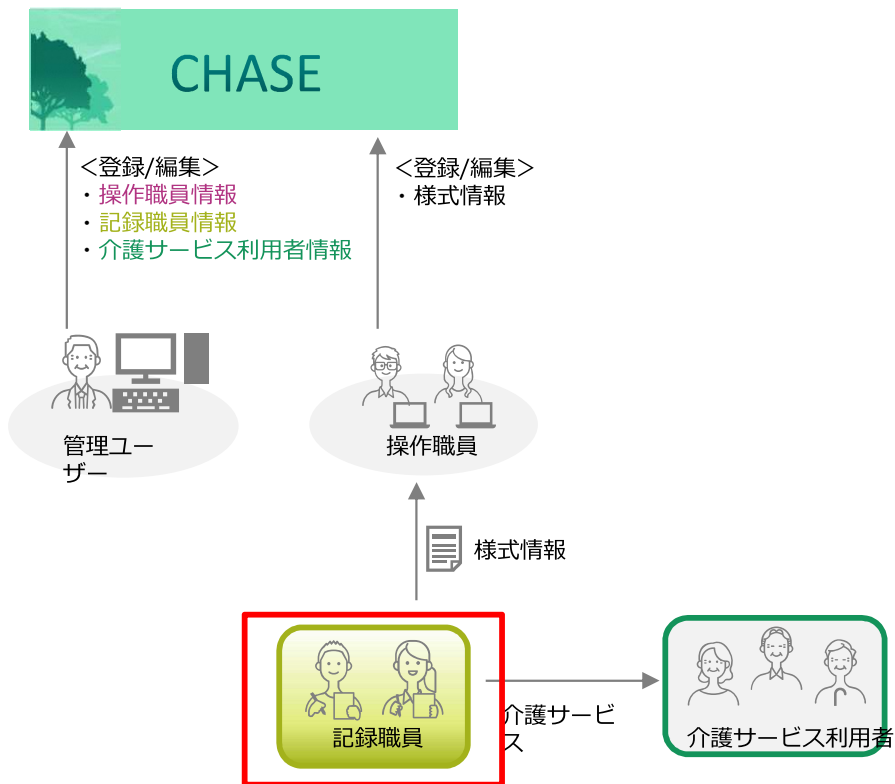 CHASE
＜登録/編集＞
・操作職員情報
・記録職員情報
・介護サービス利用者情報
＜登録/編集＞
・様式情報
管理ユー
ザー
操作職員
様式情報
記録職員
介護サービ
ス
介護サービス利用者